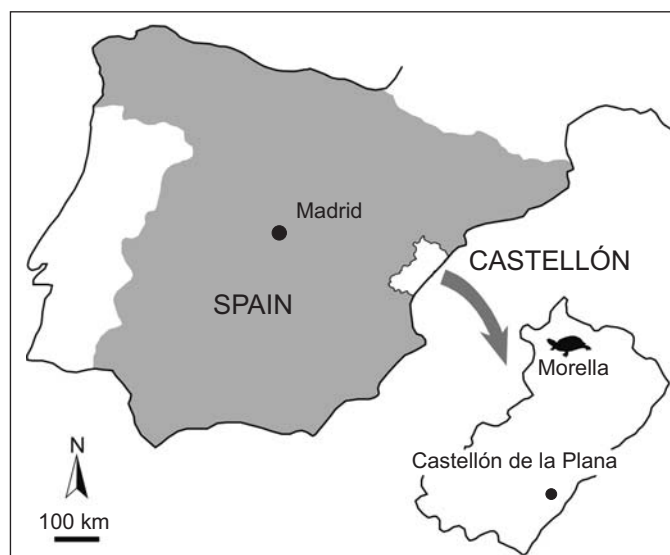 Madrid
CASTELLÓN
SPAIN
Morella
Castellón de la Plana
N
100 km